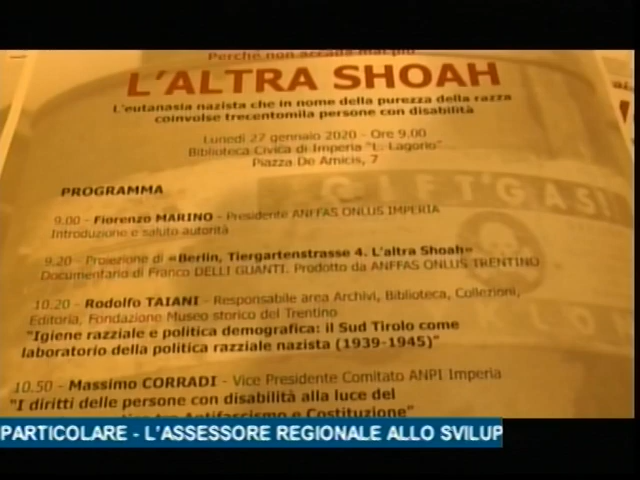 Perché non accada mai più
L'ALTRA SHOAH
L'eutanasia nazista che in nome della purezza della razza
coinvolse trecentomila persone con disabilità
Lunedì 27 gennaio 2020 - Ore 9.00
Biblioteca Civica di Imperia "L. Lagorio"
Piazza De Amicis, 7
PROGRAMMA
GIFT'GAS!
9.00 - Fiorenzo MARINO - Presidente ANFFAS ONLUS IMPERIA
Introduzione e saluto autorità
9.20 - Proiezione di «Berlin, Tiergartenstrasse 4. L'altra Shoah»
Documentario di Franco DELLI GUANTI. Prodotto da ANFFAS ONLUS TRENTINO
10.20 - Rodolfo TAIANI - Responsabile area Archivi, Biblioteca, Collezioni,
Editoria, Fondazione Museo storico del Trentino
"Igiene razziale e politica demografica: il Sud Tirolo come
laboratorio della politica razziale nazista (1939-1945)"
KLON
10.50 - Massimo CORRADI - Vice Presidente Comitato ANPI Imperia
"I diritti delle persone con disabilità alla luce del
tra Antifascismo e Costituzione"
PARTICOLARE - L'ASSESSORE REGIONALE ALLO SVILUP